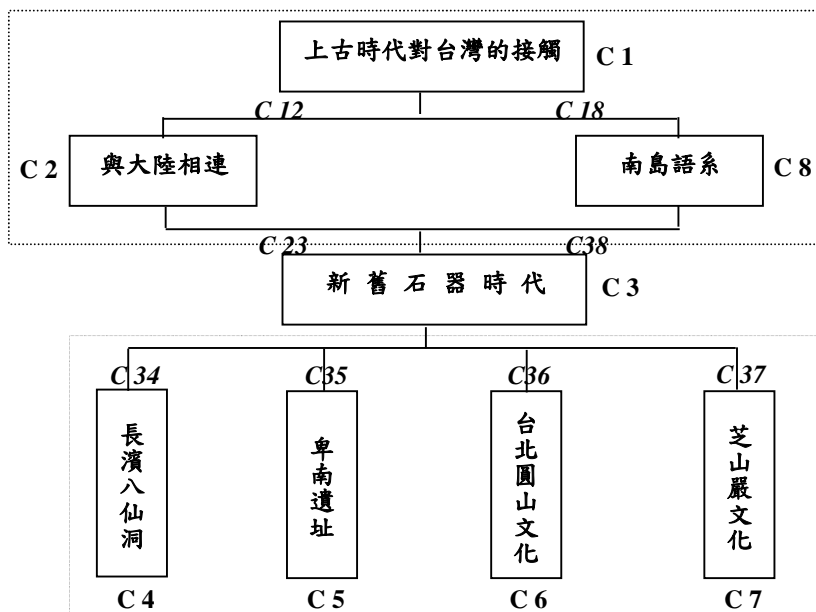 上古時代對台灣的接觸 C 1
C 12 C 18
C 2 與大陸相連 南島語系 C 8
C 23 C38
新舊石器時代 C 3
C 34 C35 C36 C 37
長濱八仙洞 卑南遺址 台北圓山文化 芝山嚴文化
C 4 C 5 C 6 C 7